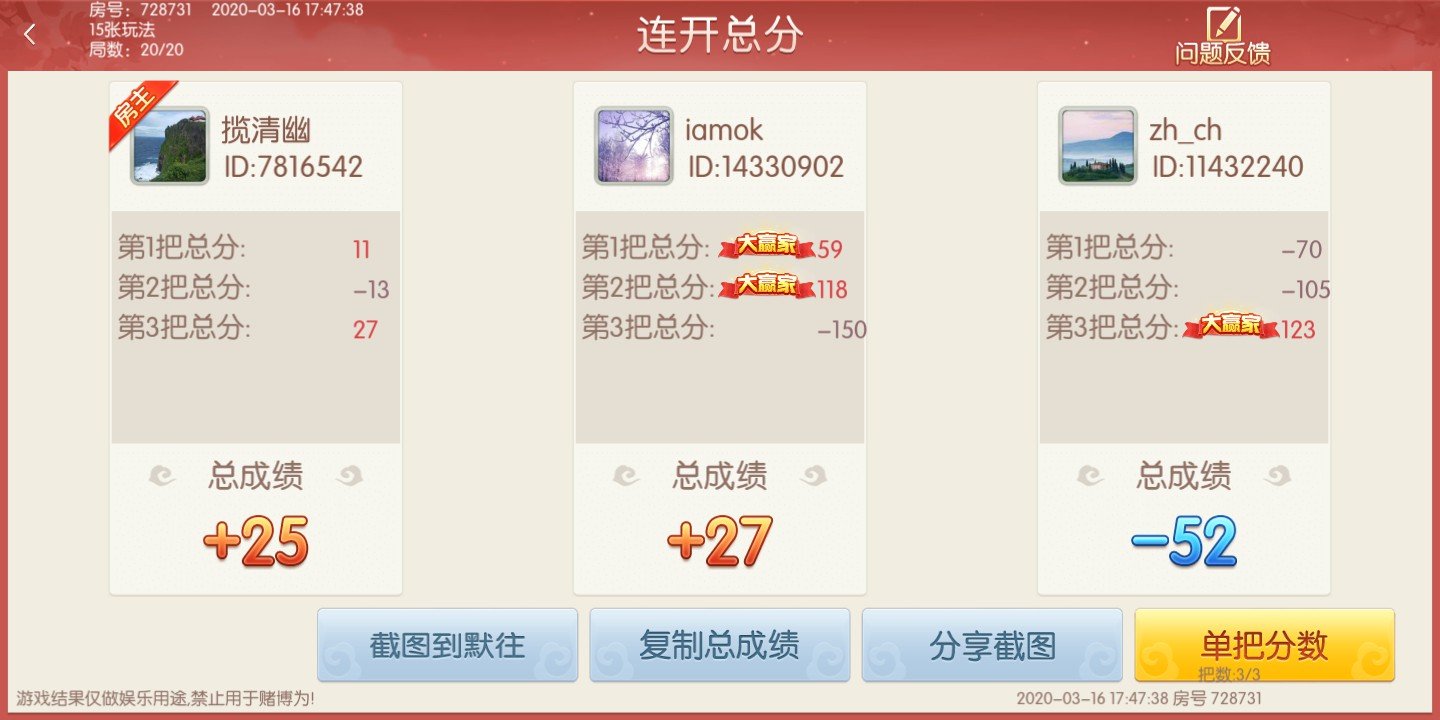 房号：728731 2020-03-16 17:47:38
15张玩法
局数：20/20
连开总分
问题反馈
房主
揽清幽
ID:7816542
第1把总分: 11
第2把总分: -13
第3把总分: 27
总成绩
+25
iamok
ID:14330902
第1把总分: 大赢家 59
第2把总分: 大赢家 118
第3把总分: -150
总成绩
+27
zh_ch
ID:11432240
第1把总分: -70
第2把总分: -105
第3把总分: 大赢家 123
总成绩
-52
截图到默往
复制总成绩
分享截图
单把分数
把数:3/3
游戏结果仅做娱乐用途,禁止用于赌博为!
2020-03-16 17:47:38 房号 728731